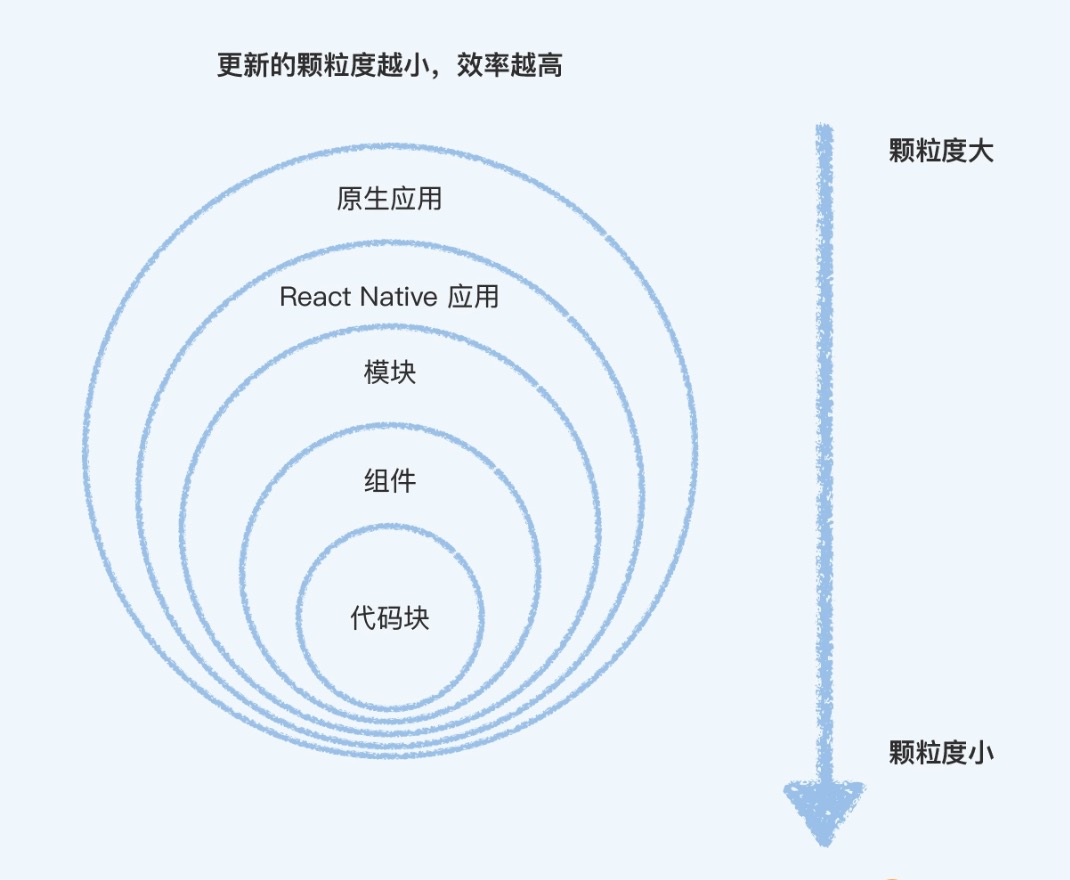 更新的颗粒度越小，效率越高
颗粒度大
原生应用
React Native 应用
模块
组件
代码块
颗粒度小